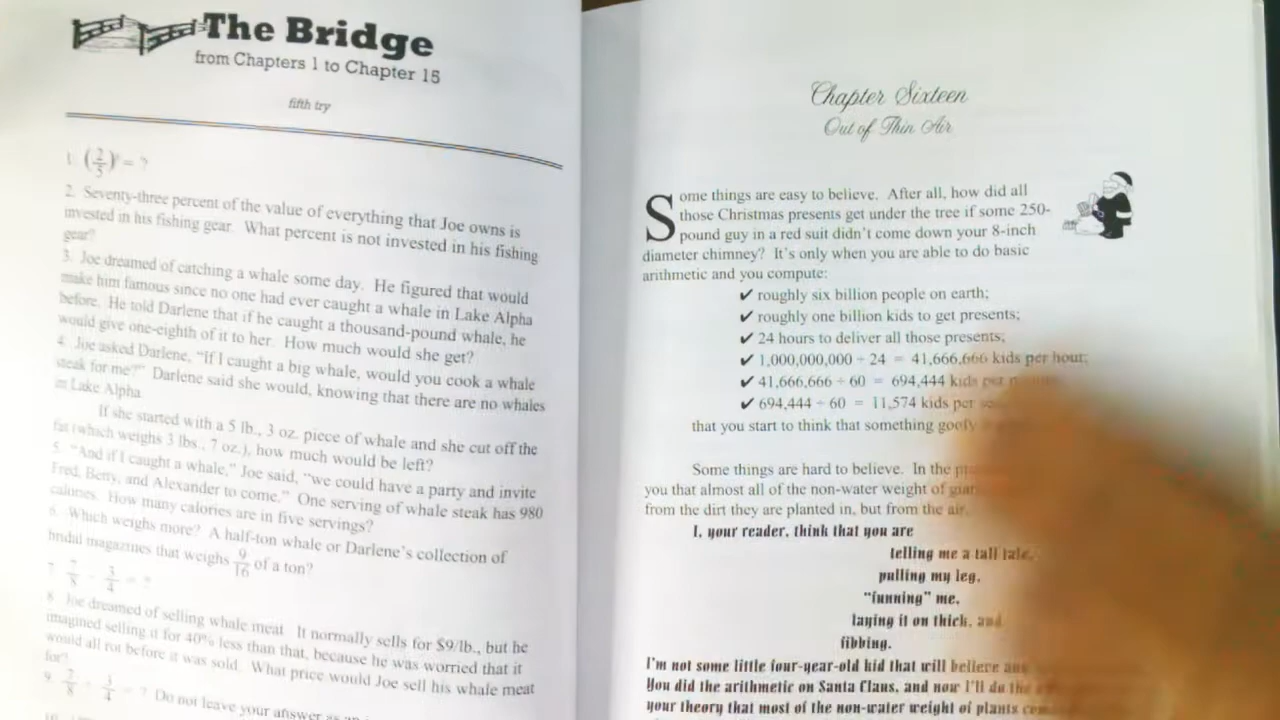 The Bridge
from Chapters 1 to Chapter 15
fifth try
1. (2/5) = ?
2. Seventy-three percent of the value of everything that Joe owns is
invested in his fishing gear. What percent is not invested in his fishing
gear?
3. Joe dreamed of catching a whale some day. He figured that would
make him famous since no one had ever caught a whale in Lake Alpha
before. He told Darlene that if he caught a thousand-pound whale, he
would give one-eighth of it to her. How much would she get?
4. Joe asked Darlene, "If I caught a big whale, would you cook a whale
steak for me?" Darlene said she would, knowing that there are no whales
in Lake Alpha.
If she started with a 5 lb., 3 oz. piece of whale and she cut off the
fat (which weighs 3 lbs., 7 oz.), how much would be left?
5. "And if I caught a whale," Joe said, "we could have a party and invite
Fred, Betty, and Alexander to come." One serving of whale steak has 980
calories. How many calories are in five servings?
6. Which weighs more? A half-ton whale or Darlene's collection of
bridal magazines that weighs 9/16 of a ton?
7. 7/8 - 3/4 = ?
8. Joe dreamed of selling whale meat. It normally sells for $9/lb., but he
imagined selling it for 40% less than that, because he was worried that it
would all rot before it was sold. What price would Joe sell his whale meat
for?
9. 7/8 ÷ 3/4 = ? Do not leave your answer as an
10.
Chapter Sixteen
Out of Thin Air
Some things are easy to believe. After all, how did all
those Christmas presents get under the tree if some 250-
pound guy in a red suit didn't come down your 8-inch
diameter chimney? It's only when you are able to do basic
arithmetic and you compute:
✔ roughly six billion people on earth;
✔ roughly one billion kids to get presents;
✔ 24 hours to deliver all those presents;
✔ 1,000,000,000 ÷ 24 = 41,666,666 kids per hour;
✔ 41,666,666 ÷ 60 = 694,444 kids per
✔ 694,444 ÷ 60 = 11,574 kids per
that you start to think that something goofy
Some things are hard to believe. In the
you that almost all of the non-water weight of
from the dirt they are planted in, but from the air.
I, your reader, think that you are
telling me a tall tale,
pulling my leg,
"funning" me,
laying it on thick, and
fibbing.
I'm not some little four-year-old kid that will believe
You did the arithmetic on Santa Claus, and now I'll do the
your theory that most of the non-water weight of plants